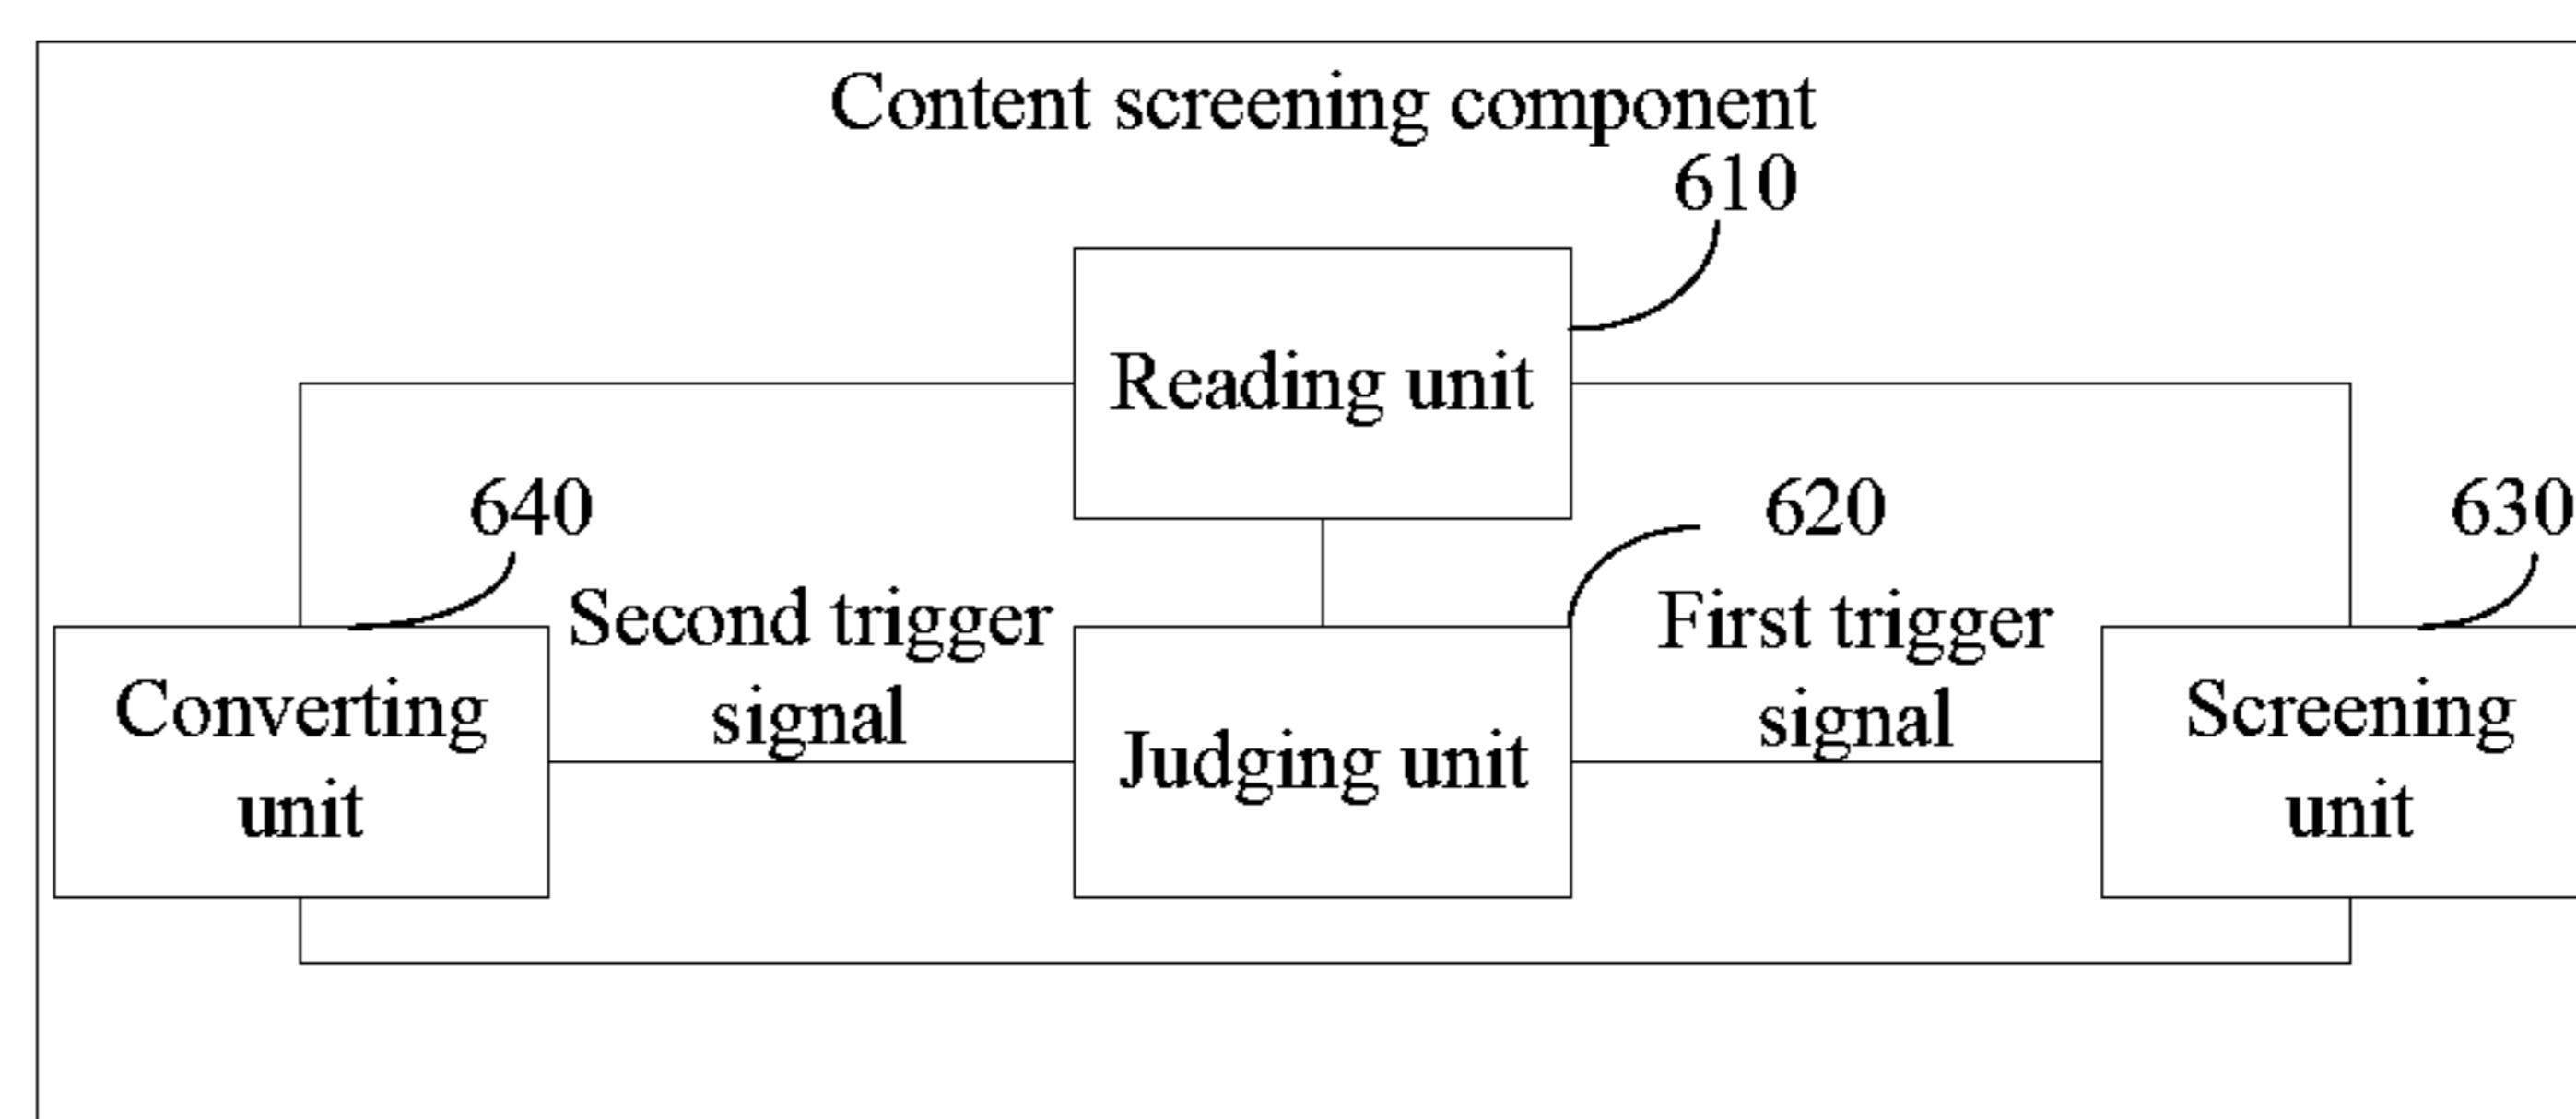 Content screening component
610
Reading unit
640
620
630
Second trigger
signal
First trigger
signal
Converting
unit
Judging unit
Screening
unit